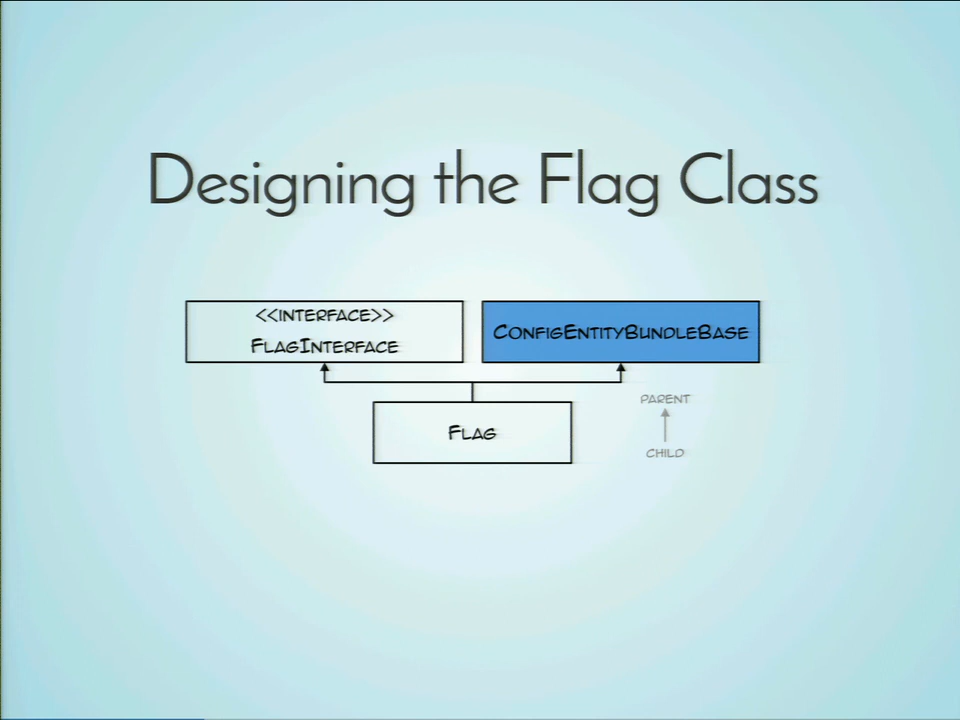 Designing the Flag Class
<<INTERFACE>>
FLAGINTERFACE
CONFIGENTITYBUNDLEBASE
FLAG
PARENT
CHILD